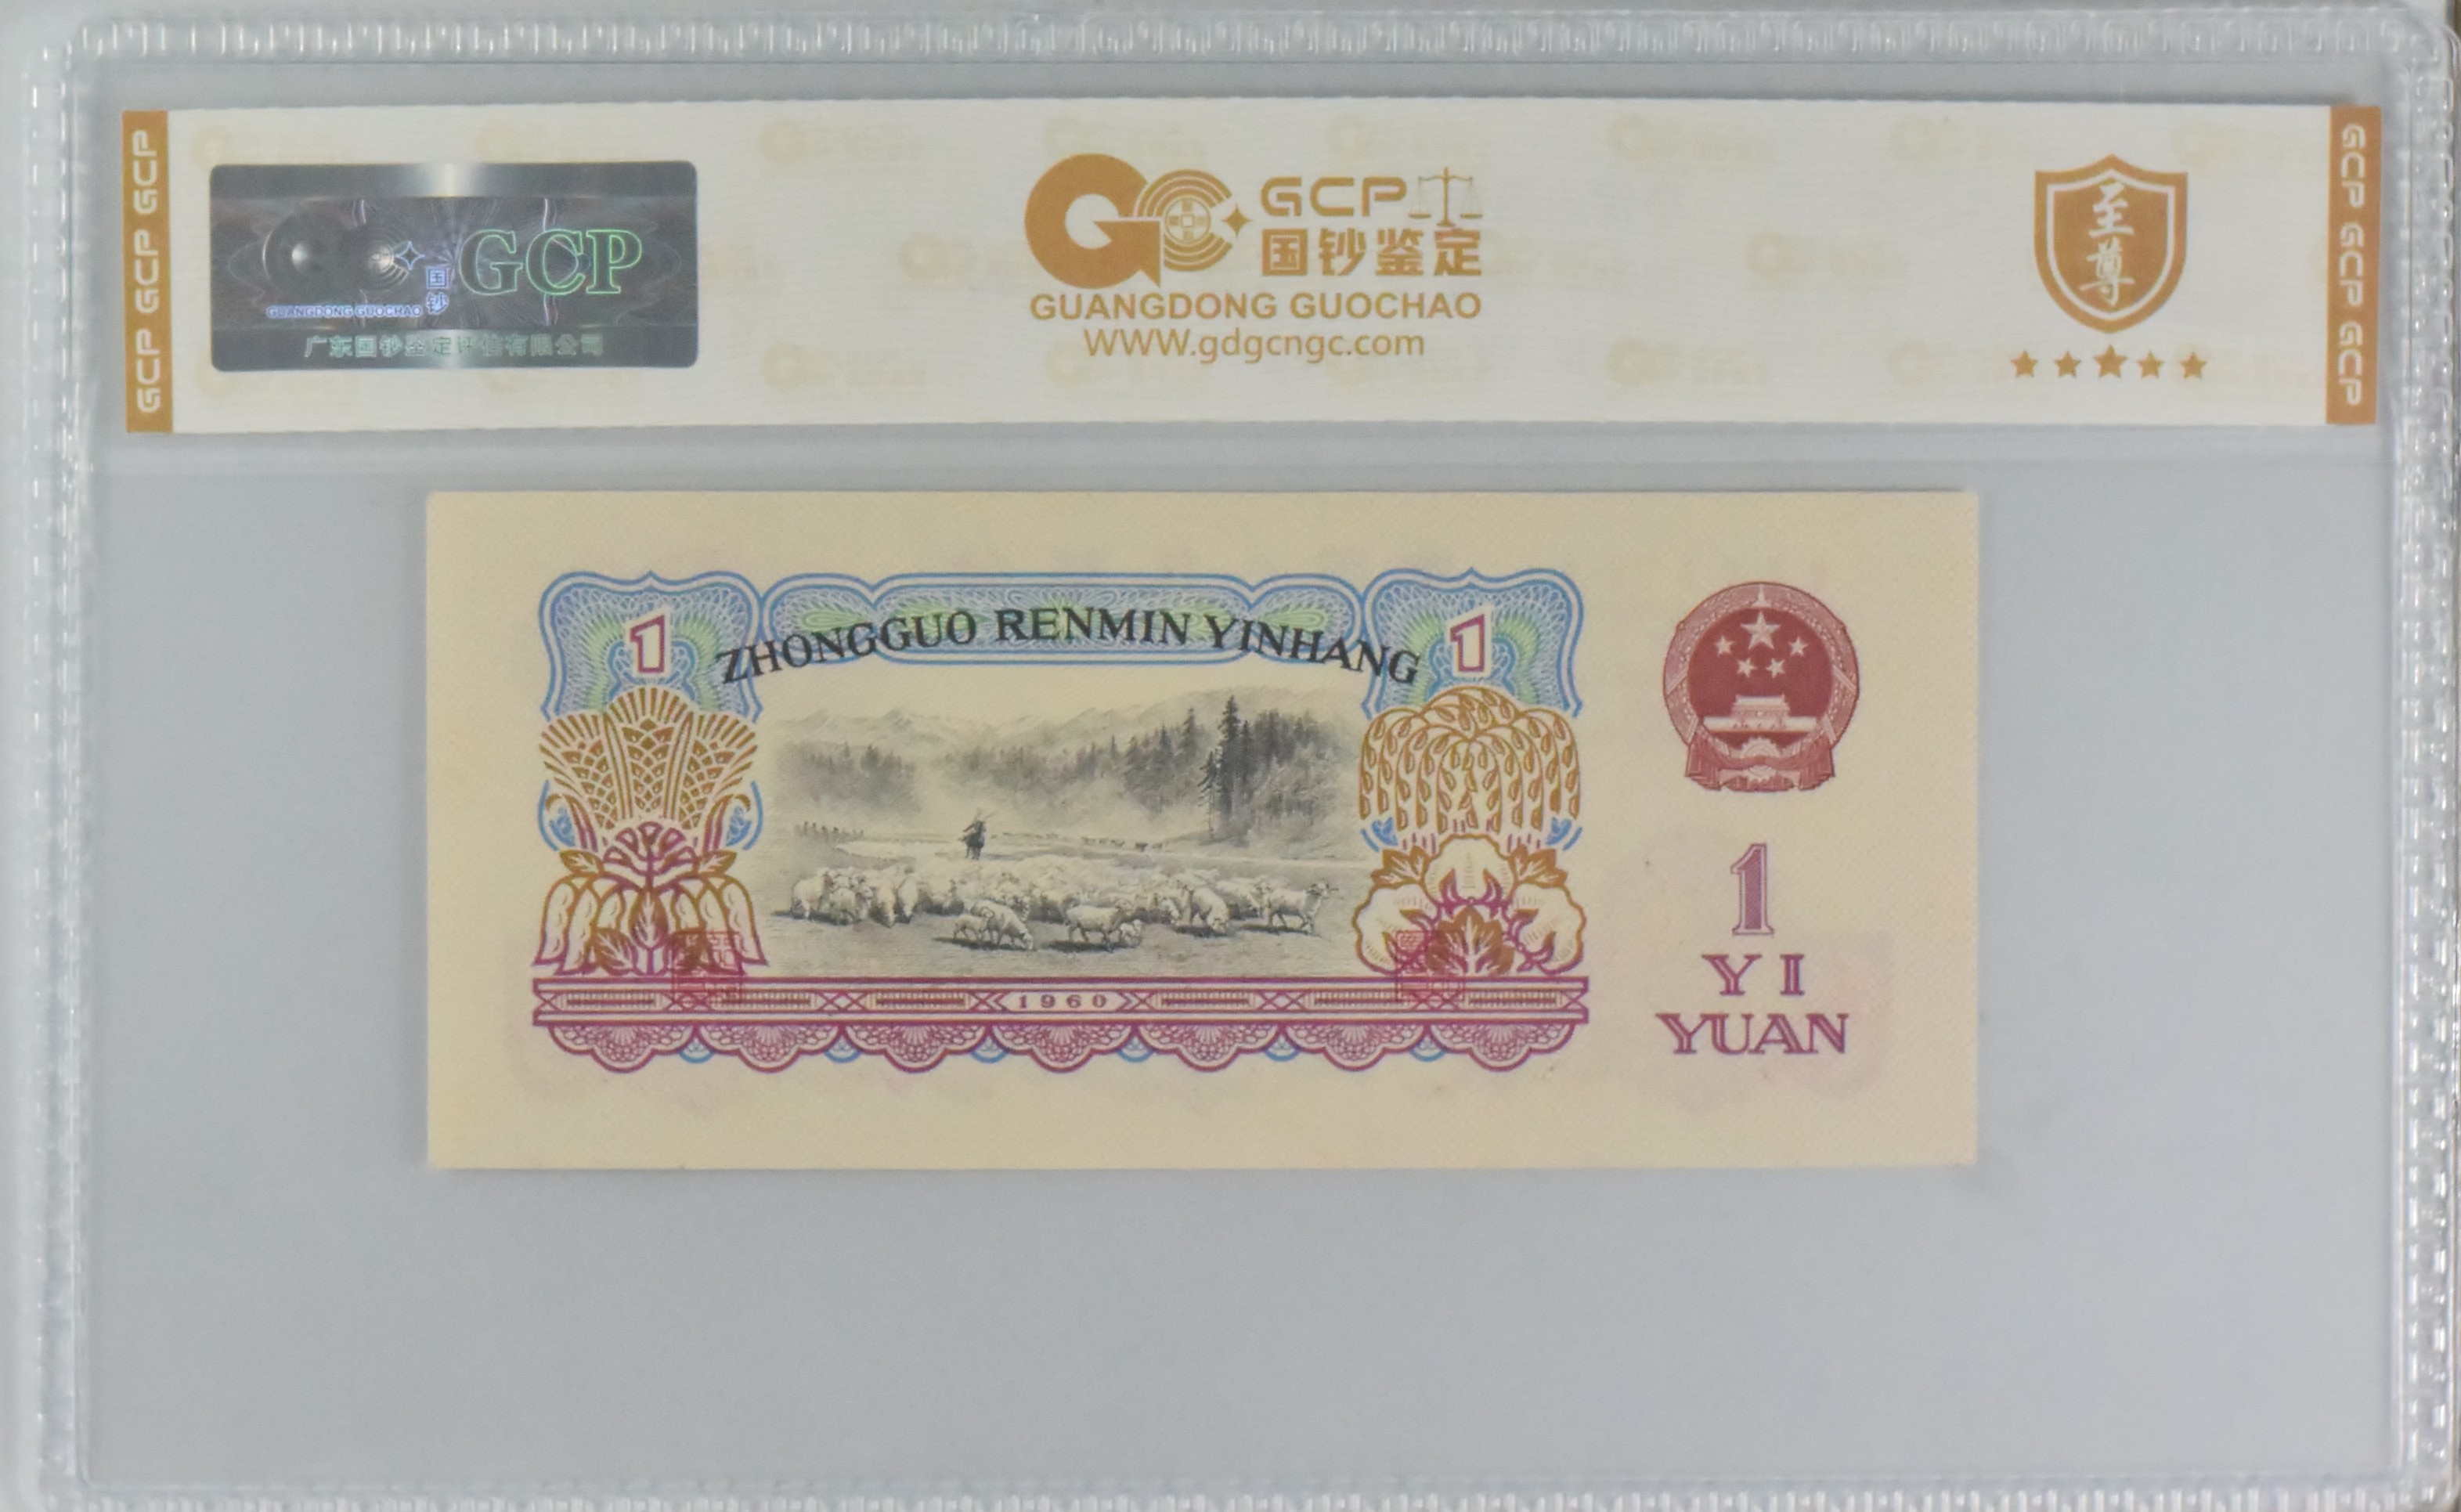 GCP GCP GCP
国钞
GCP
GUANGDONG GUOCHAO
广东国钞鉴定评估有限公司
GCP
国钞鉴定
GUANGDONG GUOCHAO
WWW.gdgcngc.com
至尊
GCP GCP GCP GCP
1
ZHONGGUO RENMIN YINHANG
1
1
YI
YUAN
1960